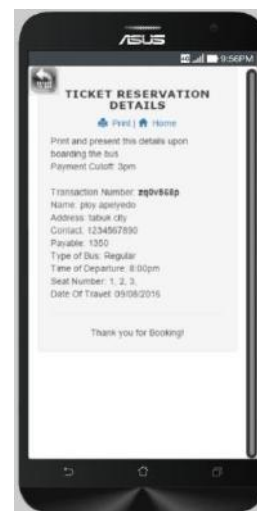 ASUS
9:56PM
TICKET RESERVATION
DETAILS
Print | Home
Print and present this details upon
boarding the bus
Payment Cutoff: 3pm
Transaction Number: zq0v868p
Name: ploy apelyedo
Address: tabuk city
Contact: 1234567890
Payable: 1350
Type of Bus: Regular
Time of Departure: 8:00pm
Seat Number: 1, 2, 3,
Date Of Travel: 09/08/2016
Thank you for Booking!